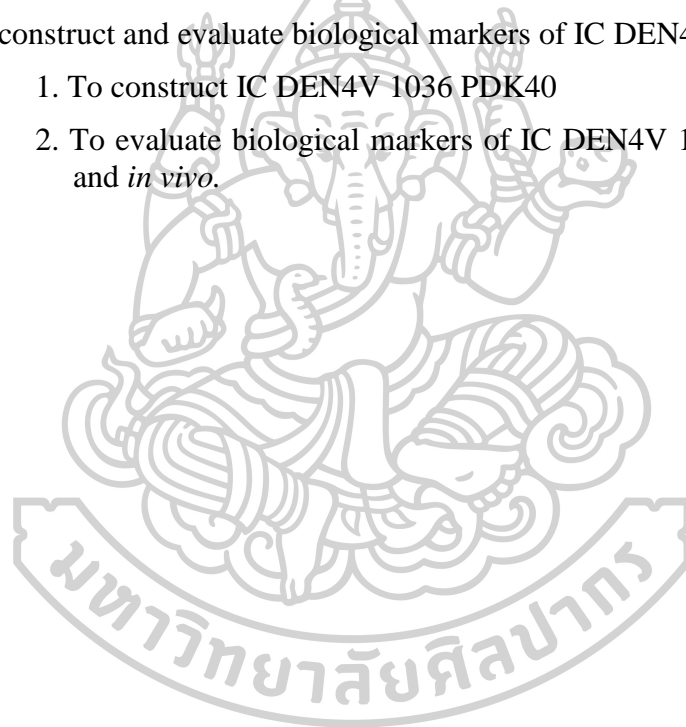 construct and evaluate biological markers of IC DEN4
1. To construct IC DEN4V 1036 PDK40
2. To evaluate biological markers of IC DEN4V 1
and in vivo.
มหาวิทยาลัยศิลปากร